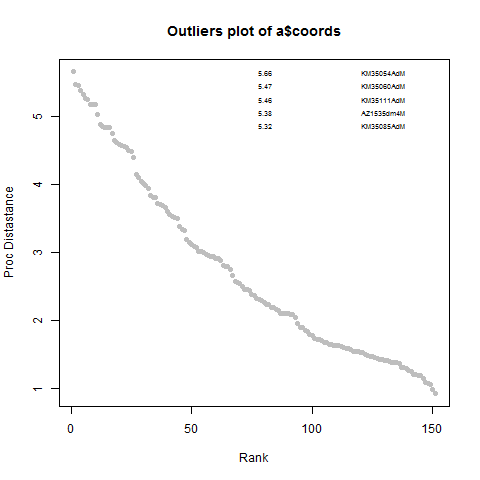 Outliers plot of a$coords
5.66 KM35054AdM
5.47 KM35060AdM
5.46 KM35111AdM
5.38 AZ1535dm4M
5.32 KM35085AdM
Proc Distastance
5
4
3
2
1
0 50 100 150
Rank